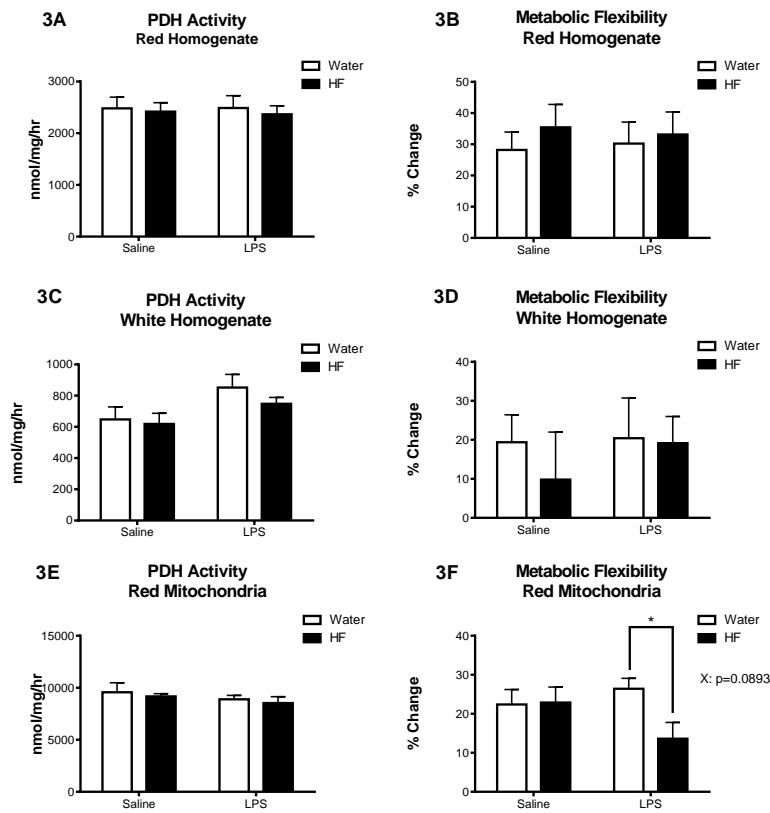 3A
PDH Activity
Red Homogenate
Water
HF
nmol/mg/hr
3000
2000
1000
0
Saline
LPS
3B
Metabolic Flexibility
Red Homogenate
Water
HF
% Change
50
40
30
20
10
0
Saline
LPS
3C
PDH Activity
White Homogenate
Water
HF
nmol/mg/hr
1000
800
600
400
200
0
Saline
LPS
3D
Metabolic Flexibility
White Homogenate
Water
HF
% Change
40
30
20
10
0
Saline
LPS
3E
PDH Activity
Red Mitochondria
Water
HF
nmol/mg/hr
15000
10000
5000
0
Saline
LPS
3F
Metabolic Flexibility
Red Mitochondria
Water
HF
*
X: p=0.0893
% Change
40
30
20
10
0
Saline
LPS